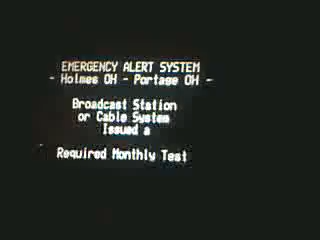 EMERGENCY ALERT SYSTEM
- Holmes OH - Portage OH -
Broadcast Station
or Cable System
Issued a
Required Monthly Test